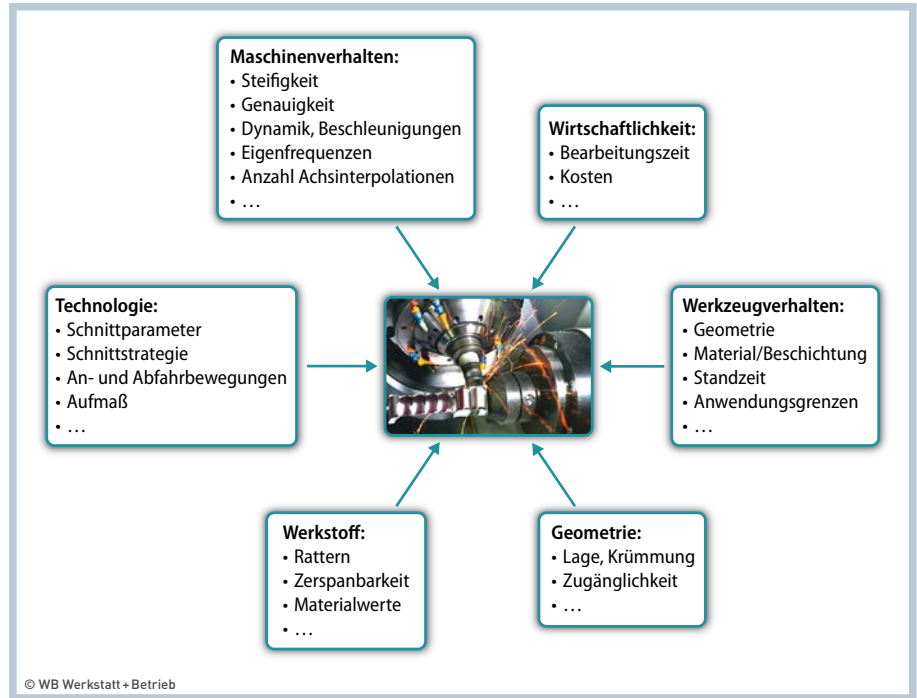 Maschinenverhalten:
• Steifigkeit
• Genauigkeit
• Dynamik, Beschleunigungen
• Eigenfrequenzen
• Anzahl Achsinterpolationen
• …
Wirtschaftlichkeit:
• Bearbeitungszeit
• Kosten
• …
Technologie:
• Schnittparameter
• Schnittstrategie
• An- und Abfahrbewegungen
• Aufmaß
• …
Werkzeugverhalten:
• Geometrie
• Material/Beschichtung
• Standzeit
• Anwendungsgrenzen
• …
Werkstoff:
• Rattern
• Zerspanbarkeit
• Materialwerte
• …
Geometrie:
• Lage, Krümmung
• Zugänglichkeit
• …
© WB Werkstatt+Betrieb